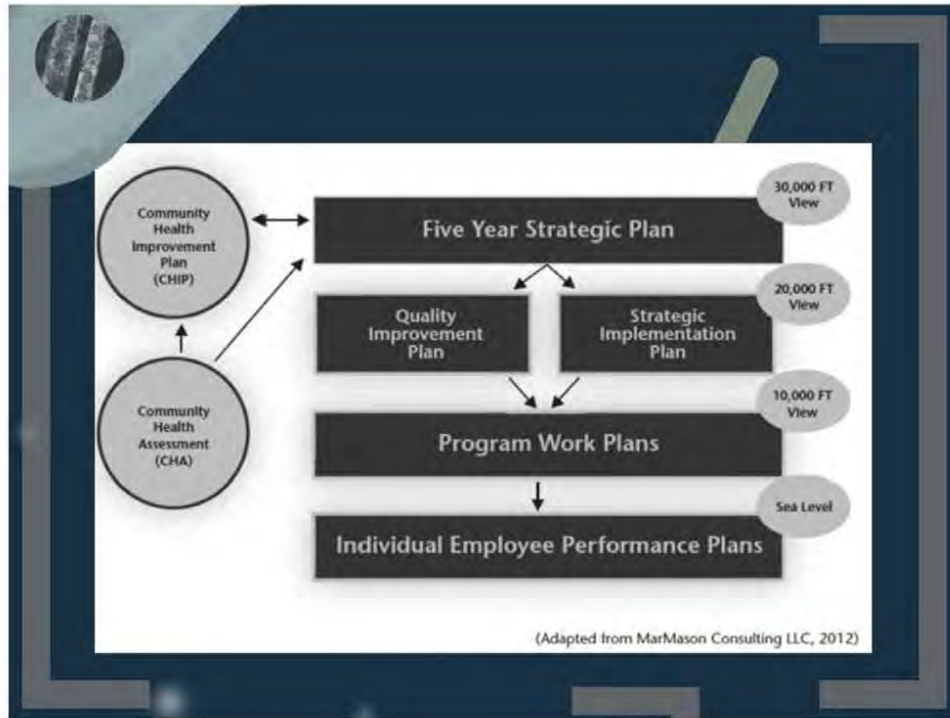 Community
Health
Improvement
Plan
(CHIP)
Five Year Strategic Plan
30,000 FT
View
Quality
Improvement
Plan
Strategic
Implementation
Plan
20,000 FT
View
Community
Health
Assessment
(CHA)
Program Work Plans
10,000 FT
View
Individual Employee Performance Plans
Sea Level
(Adapted from MarMason Consulting LLC, 2012)